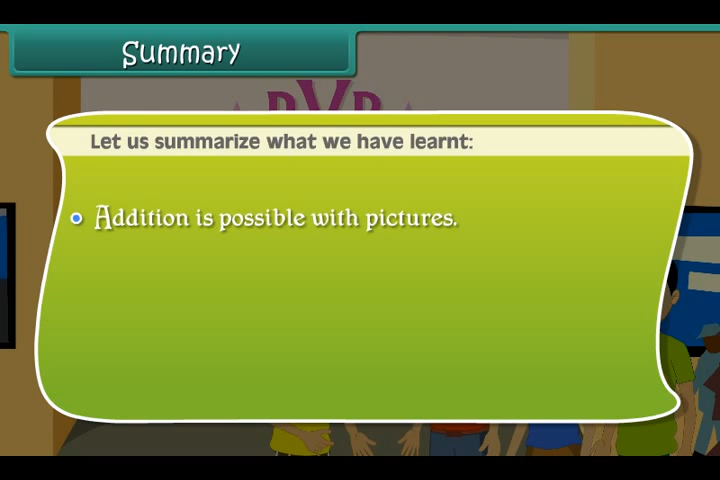 Summary
Let us summarize what we have learnt:
Addition is possible with pictures.